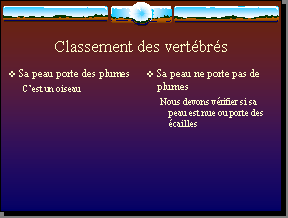 Classement des vertébrés
Sa peau porte des plumes
C'est un oiseau
Sa peau ne porte pas de
plumes
Nous devons vérifier si sa
peau est nue ou porte des
écailles